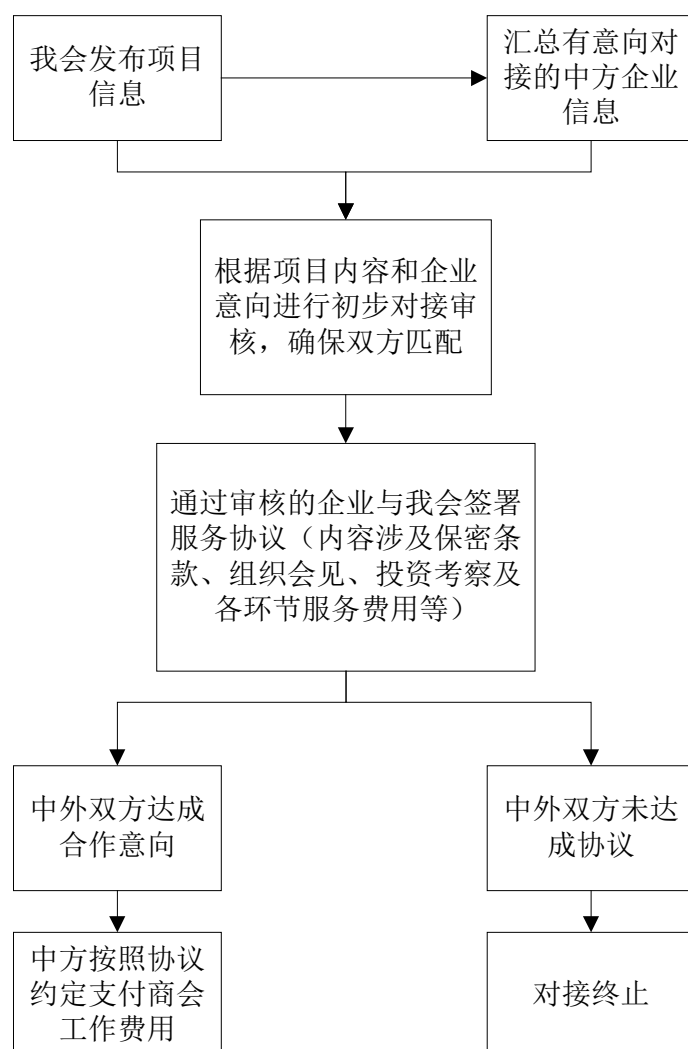 我会发布项目
信息
汇总有意向对
接的中方企业
信息
根据项目内容和企业
意向进行初步对接审
核，确保双方匹配
通过审核的企业与我会签署
服务协议（内容涉及保密条
款、组织会见、投资考察及
各环节服务费用等）
中外双方达成
合作意向
中外双方未达
成协议
中方按照协议
约定支付商会
工作费用
对接终止